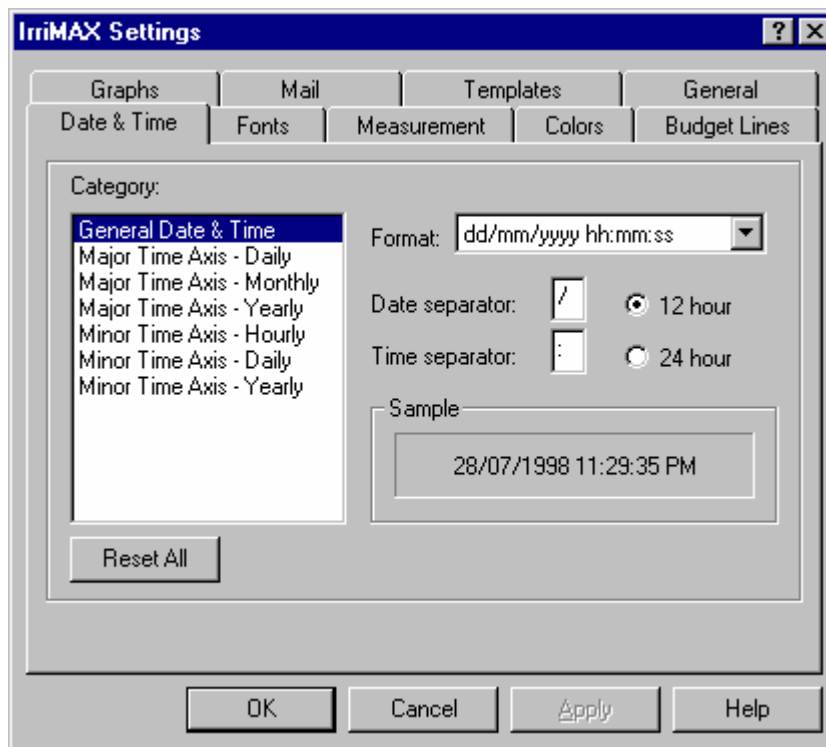 IrriMAX Settings
? X
Graphs Mail Templates General
Date & Time Fonts Measurement Colors Budget Lines
Category:
General Date & Time
Major Time Axis - Daily
Major Time Axis - Monthly
Major Time Axis - Yearly
Minor Time Axis - Hourly
Minor Time Axis - Daily
Minor Time Axis - Yearly
Reset All
Format: dd/mm/yyyy hh:mm:ss
Date separator: / 12 hour
Time separator: : 24 hour
Sample
28/07/1998 11:29:35 PM
OK Cancel Apply Help